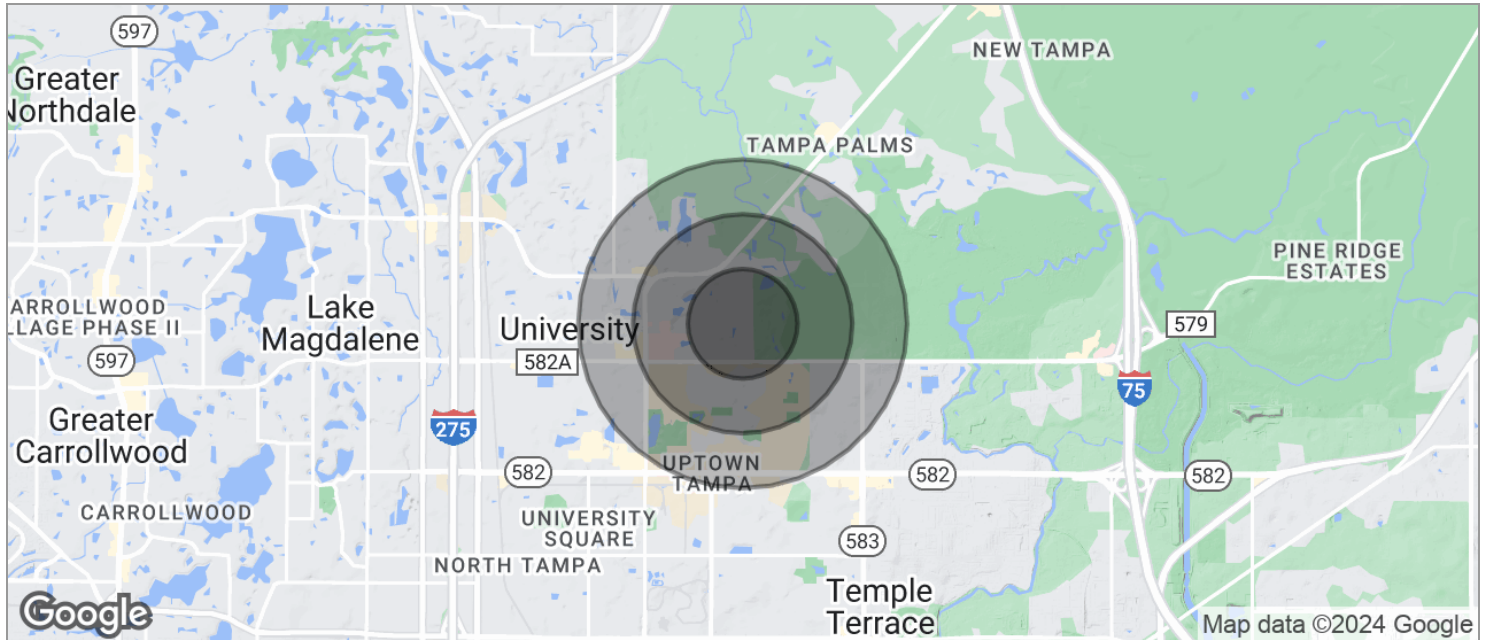 597
NEW TAMPA
Greater
Northdale
TAMPA PALMS
PINE RIDGE
ESTATES
ARROLLWOOD
LLAGE PHASE II
Lake
Magdalene
University
579
597
582A
75
Greater
Carrollwood
275
UPTOWN
TAMPA
582
582
582
CARROLLWOOD
UNIVERSITY
SQUARE
583
NORTH TAMPA
Temple
Terrace
Google
Map data ©2024 Google